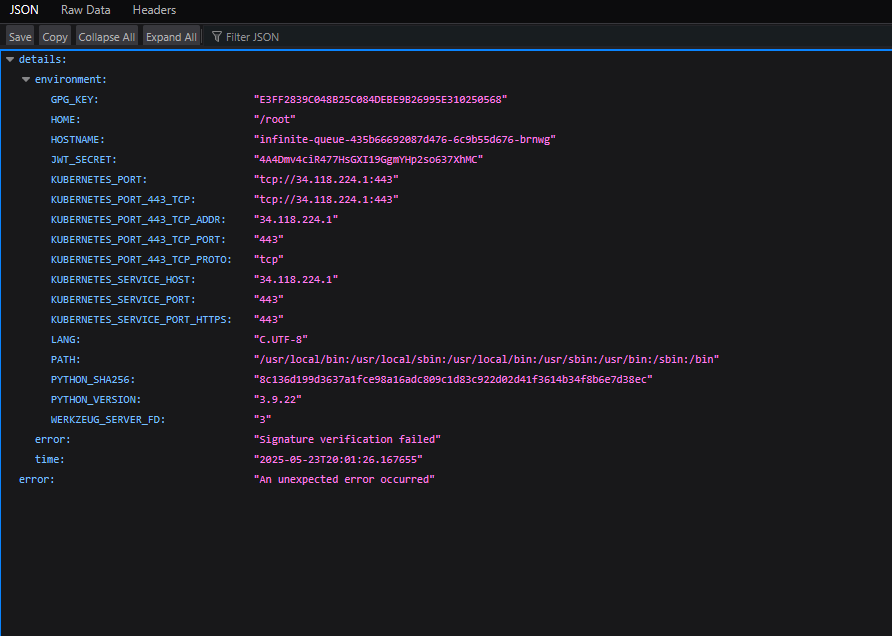 JSON Raw Data Headers
Save Copy Collapse All Expand All Filter JSON
details:
environment:
GPG_KEY: "E3FF2839C048B25C084DEBE9B26995E310250568"
HOME: "/root"
HOSTNAME: "infinite-queue-435b66692087d476-6c9b55d676-brnwg"
JWT_SECRET: "4A4Dmv4ciR477HsGXI19GgmYHp2so637XhMC"
KUBERNETES_PORT: "tcp://34.118.224.1:443"
KUBERNETES_PORT_443_TCP: "tcp://34.118.224.1:443"
KUBERNETES_PORT_443_TCP_ADDR: "34.118.224.1"
KUBERNETES_PORT_443_TCP_PORT: "443"
KUBERNETES_PORT_443_TCP_PROTO: "tcp"
KUBERNETES_SERVICE_HOST: "34.118.224.1"
KUBERNETES_SERVICE_PORT: "443"
KUBERNETES_SERVICE_PORT_HTTPS: "443"
LANG: "C.UTF-8"
PATH: "/usr/local/bin:/usr/local/sbin:/usr/local/bin:/usr/sbin:/usr/bin:/sbin:/bin"
PYTHON_SHA256: "8c136d199d3637a1fce98a16adc809c1d83c922d02d41f3614b34f8b6e7d38ec"
PYTHON_VERSION: "3.9.22"
WERKZEUG_SERVER_FD: "3"
error: "Signature verification failed"
time: "2025-05-23T20:01:26.167655"
error: "An unexpected error occurred"